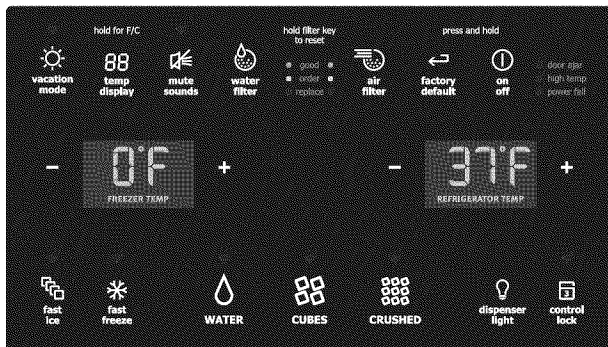 hold for F/C
hold filter key
to reset
press and hold
88
vacation
mode
temp
display
mute
sounds
water
filter
good
order
replace
air
filter
factory
default
on
off
door ajar
high temp
power fail
0°F
FREEZER TEMP
37°F
REFRIGERATOR TEMP
3
fast
ice
fast
freeze
WATER
CUBES
CRUSHED
dispenser
light
control
lock